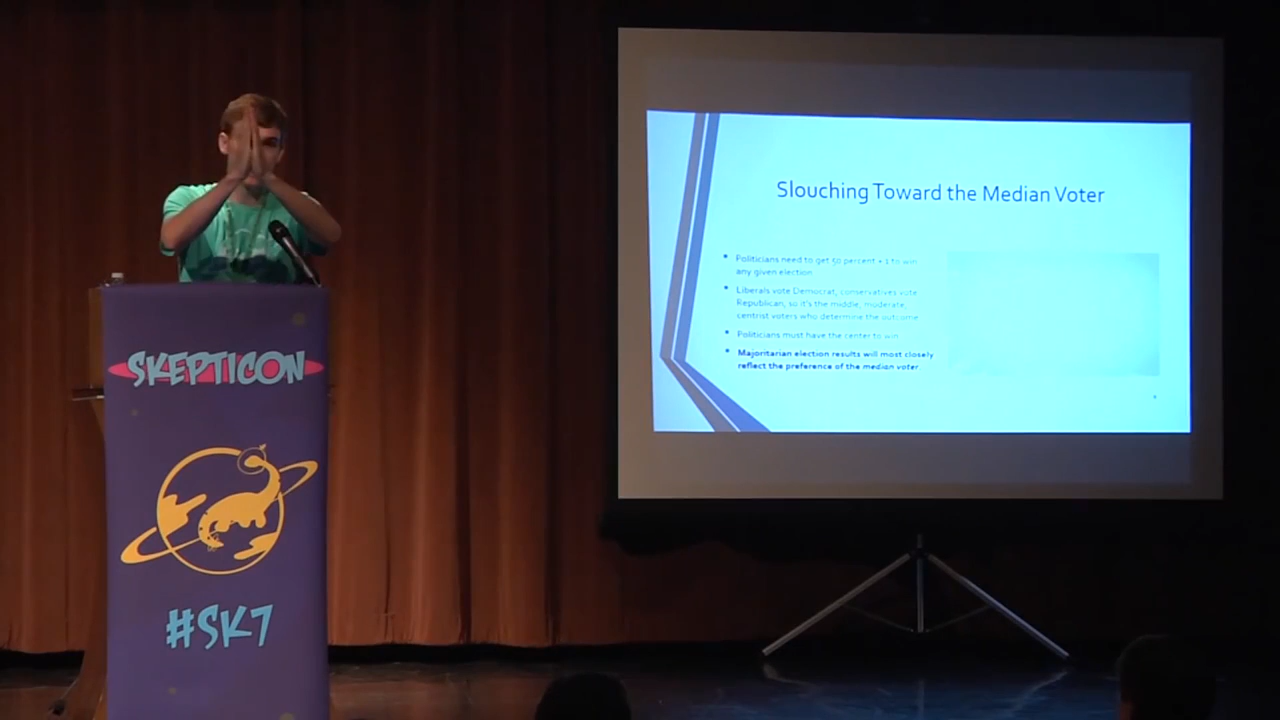 Slouching Toward the Median Voter
Politicians need to get 50 percent + 1 to win
any given election
Liberals vote Democrat, conservatives vote
Republican, so it's the middle, moderate,
centrist voters who determine the outcome
Politicians must have the center to win
Majoritarian election results will most closely
reflect the preference of the median voter
SKEPTICON
#SK7